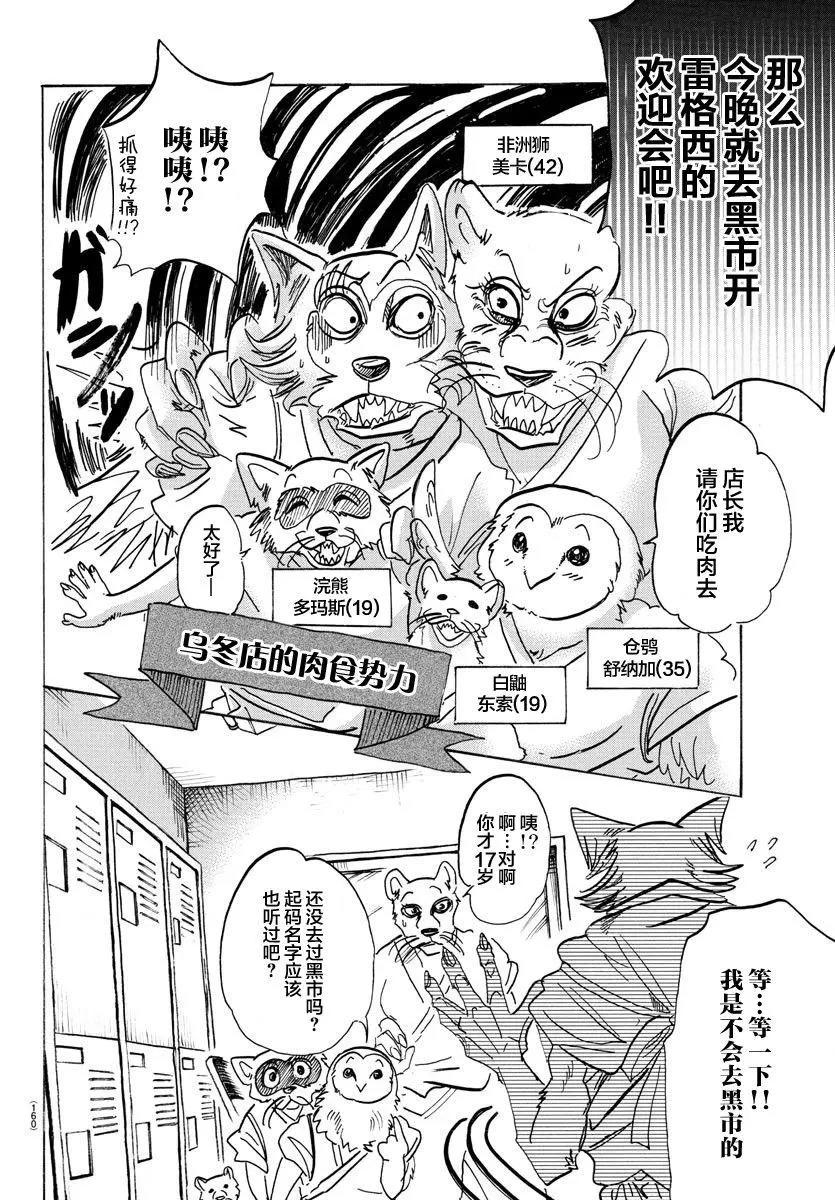 那么
今晚就去黑市开
雷格西的
欢迎会吧!!
非洲狮
美卡(42)
咦!?
咦咦!?
抓得好痛!!?
ガシッ
店长我
请你们吃肉去
太好了—
浣熊
多玛斯(19)
仓鸮
舒纳加(35)
白鼬
东索(19)
乌冬店的肉食势力
等…等一下!!
我是不会去黑市的
咦!?
啊…对啊
你才17岁
还没去过黑市吗?
起码名字应该
也听过吧?
160